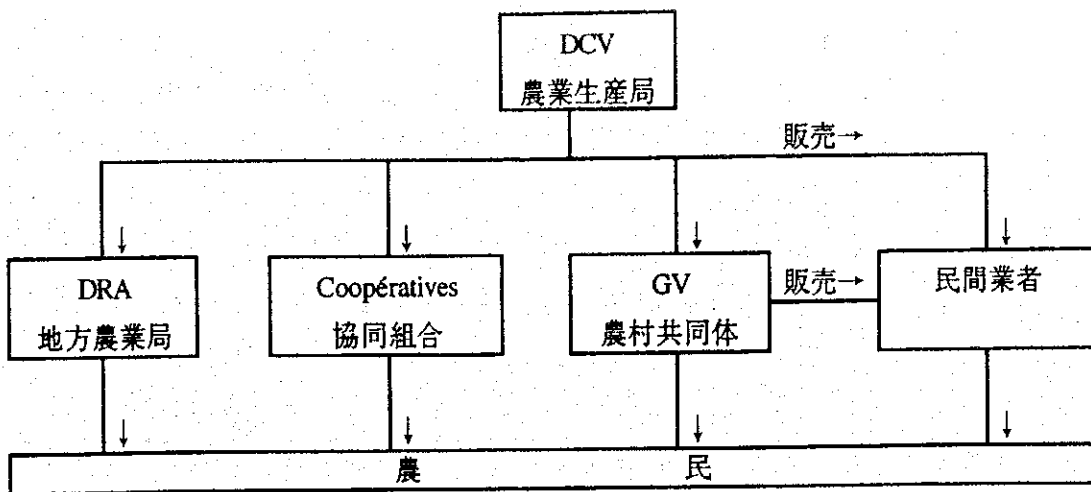 DCV
農業生産局
販売→
↓ ↓ ↓ ↓
DRA
地方農業局
Coopératives
協同組合
GV
農村共同体
販売→
民間業者
↓ ↓ ↓ ↓
農 民